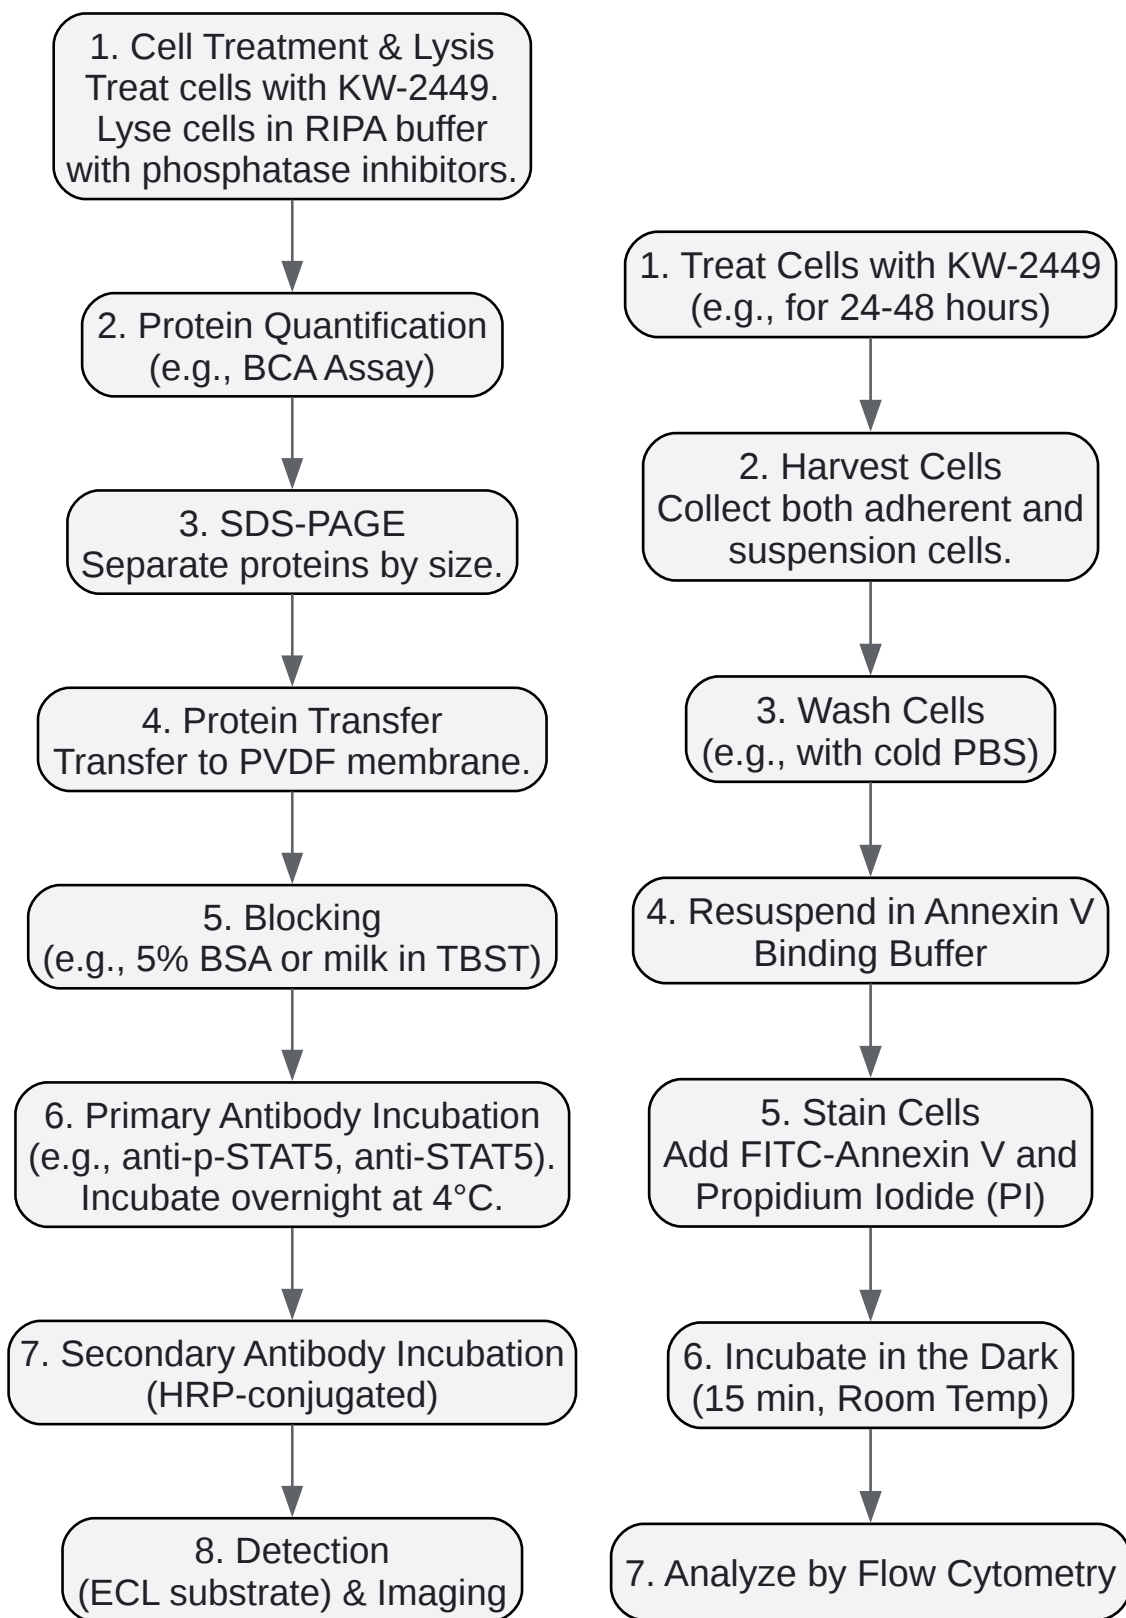 1. Cell Treatment & Lysis
Treat cells with KW-2449.
Lyse cells in RIPA buffer
with phosphatase inhibitors.
2. Protein Quantification
(e.g., BCA Assay)
3. SDS-PAGE
Separate proteins by size.
4. Protein Transfer
Transfer to PVDF membrane.
5. Blocking
(e.g., 5% BSA or milk in TBST)
6. Primary Antibody Incubation
(e.g., anti-p-STAT5, anti-STAT5).
Incubate overnight at 4°C.
7. Secondary Antibody Incubation
(HRP-conjugated)
8. Detection
(ECL substrate) & Imaging
1. Treat Cells with KW-2449
(e.g., for 24-48 hours)
2. Harvest Cells
Collect both adherent and
suspension cells.
3. Wash Cells
(e.g., with cold PBS)
4. Resuspend in Annexin V
Binding Buffer
5. Stain Cells
Add FITC-Annexin V and
Propidium Iodide (PI)
6. Incubate in the Dark
(15 min, Room Temp)
7. Analyze by Flow Cytometry